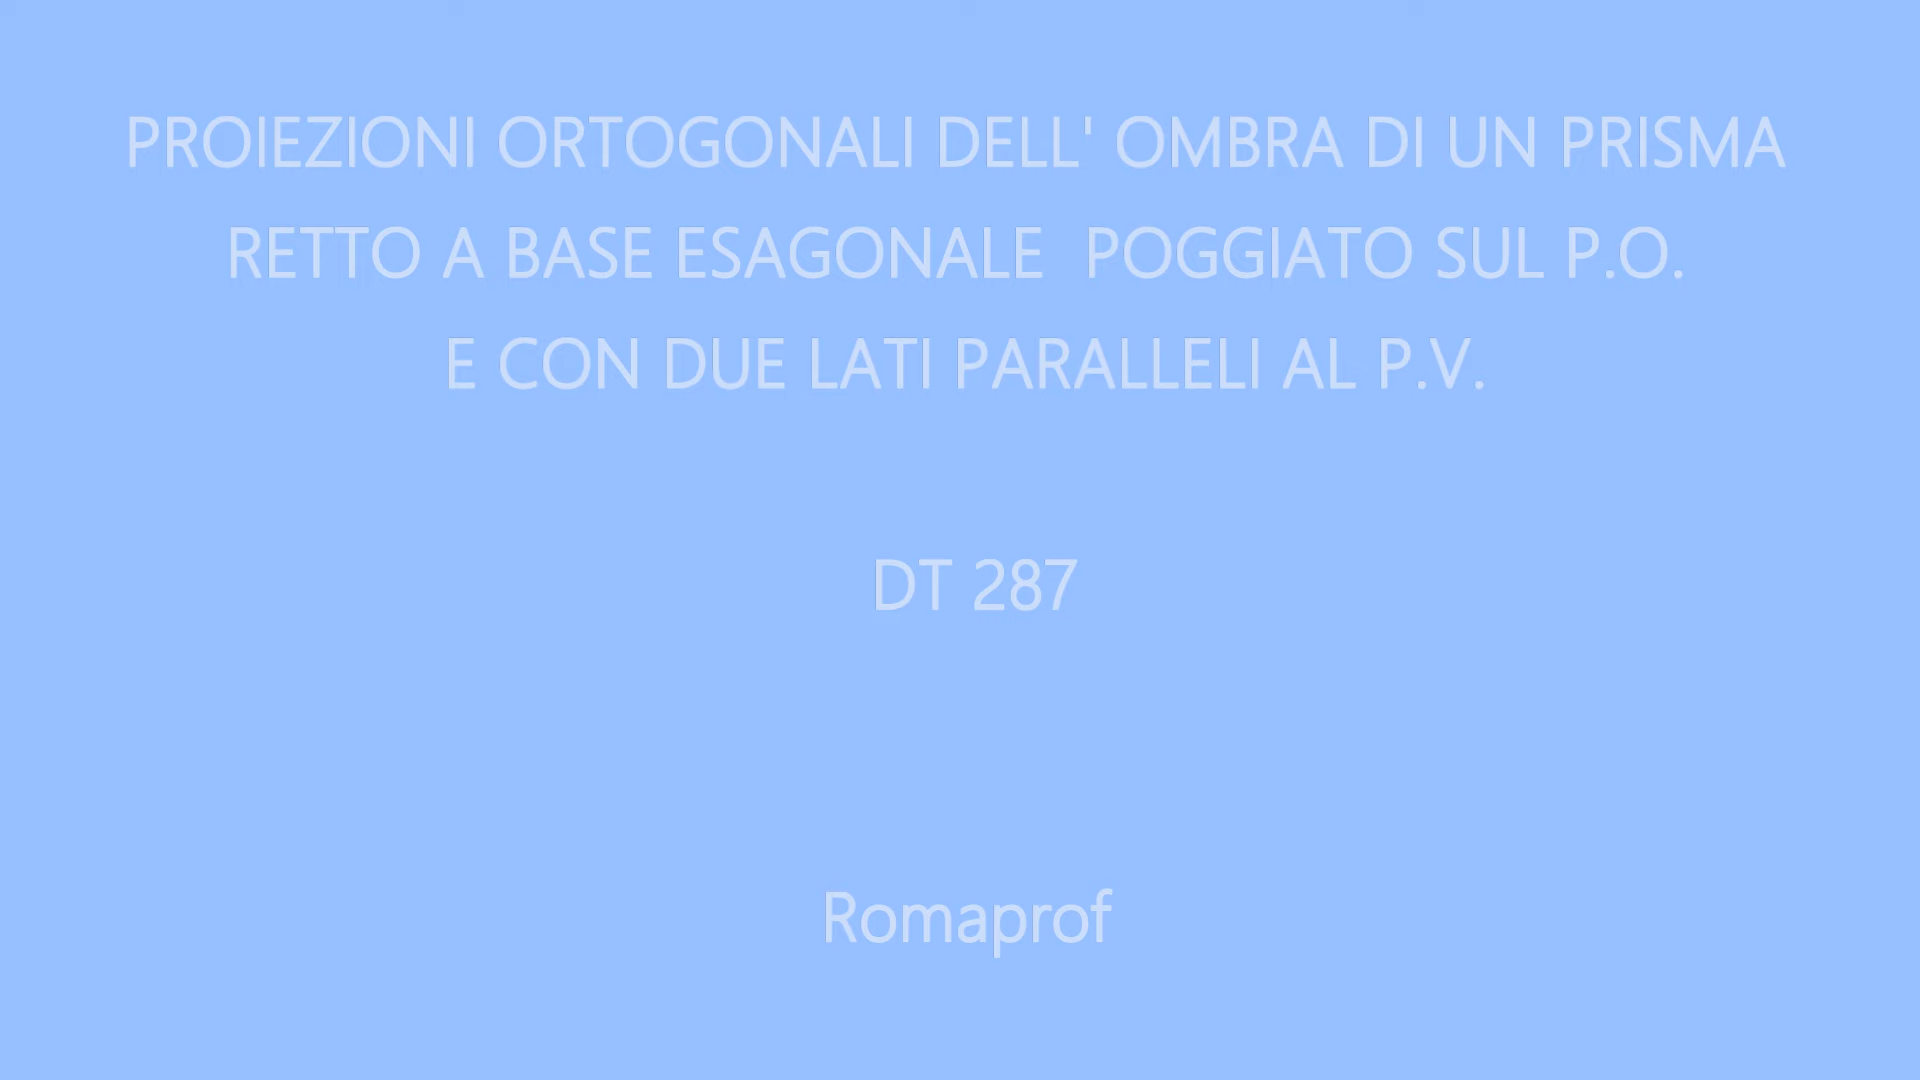 PROIEZIONI ORTOGONALI DELL' OMBRA DI UN PRISMA
RETTO A BASE ESAGONALE  POGGIATO SUL P.O.
E CON DUE LATI PARALLELI AL P.V.
DT 287
Romaprof